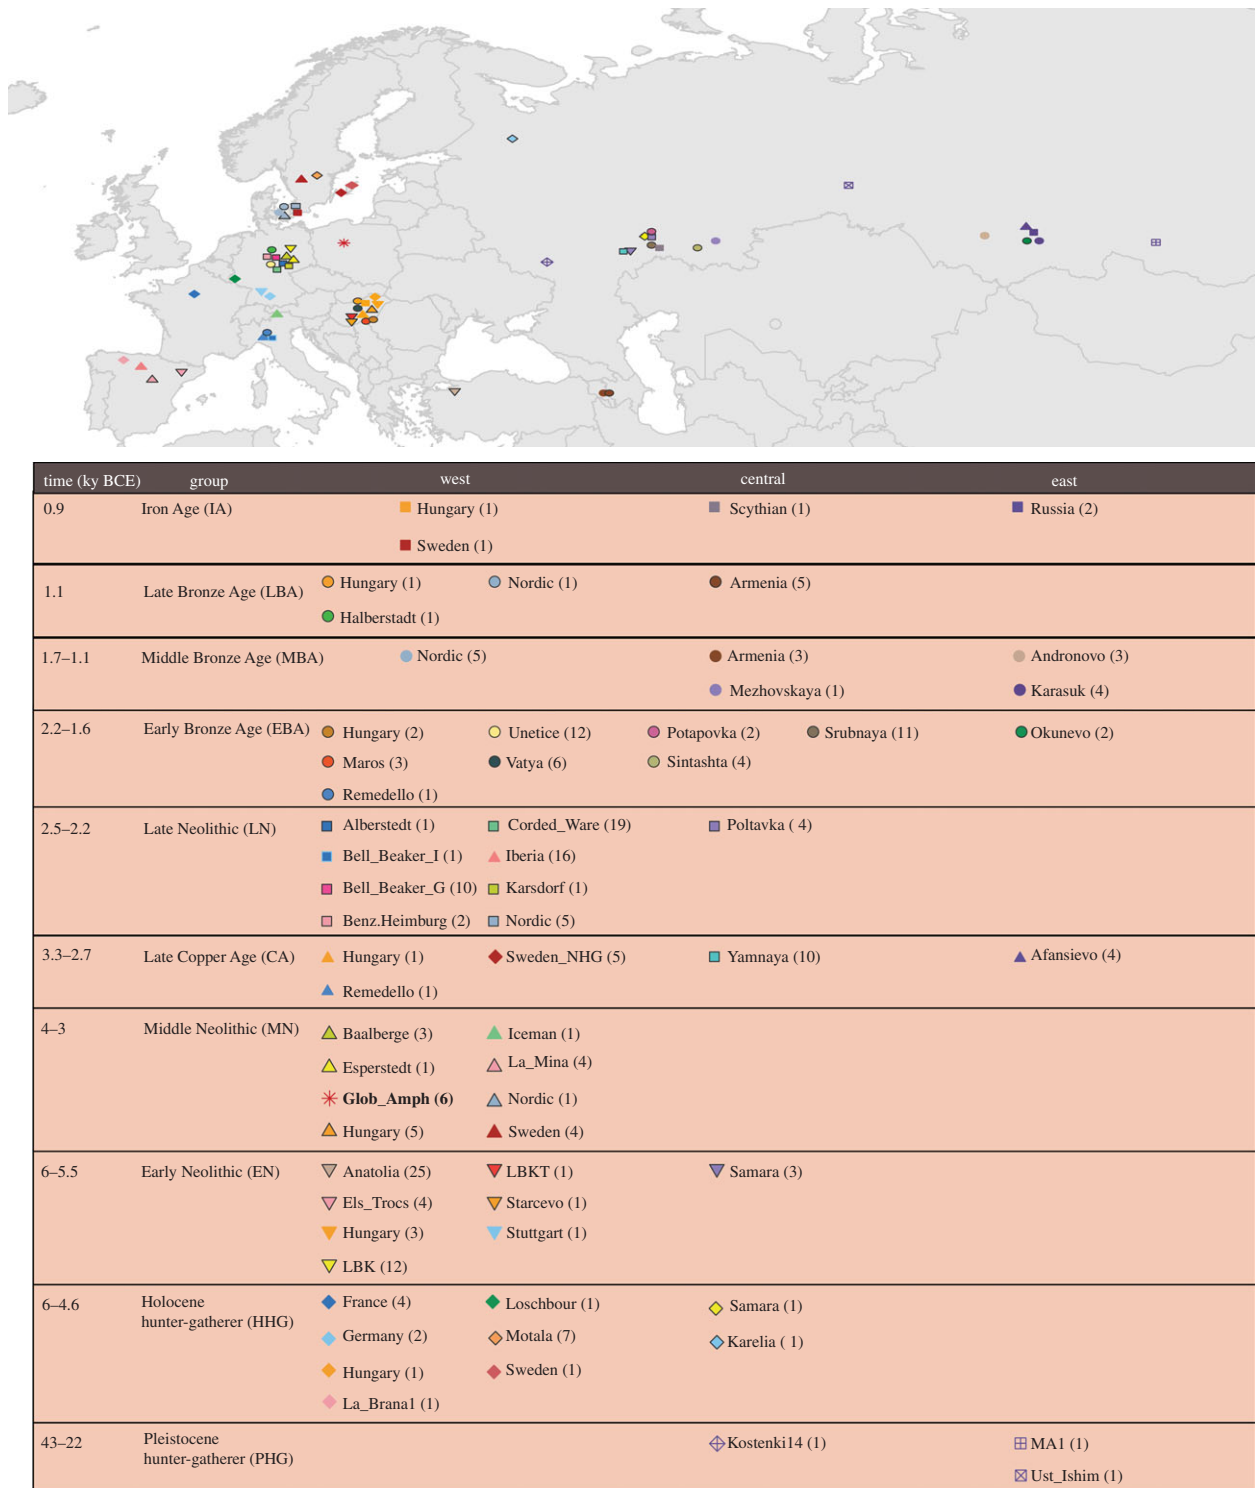 time (ky BCE) group west central east
0.9 Iron Age (IA) Hungary (1) Scythian (1) Russia (2)
Sweden (1)
1.1 Late Bronze Age (LBA) Hungary (1) Nordic (1) Armenia (5)
Halberstadt (1)
1.7–1.1 Middle Bronze Age (MBA) Nordic (5) Armenia (3) Andronovo (3)
Mezhovskaya (1) Karasuk (4)
2.2–1.6 Early Bronze Age (EBA) Hungary (2) Unetice (12) Potapovka (2) Srubnaya (11) Okunevo (2)
Maros (3) Vatya (6) Sintashta (4)
Remedello (1)
2.5–2.2 Late Neolithic (LN) Alberstedt (1) Corded_Ware (19) Poltavka ( 4)
Bell_Beaker_I (1) Iberia (16)
Bell_Beaker_G (10) Karsdorf (1)
Benz.Heimburg (2) Nordic (5)
3.3–2.7 Late Copper Age (CA) Hungary (1) Sweden_NHG (5) Yamnaya (10) Afansievo (4)
Remedello (1)
4–3 Middle Neolithic (MN) Baalberge (3) Iceman (1)
Esperstedt (1) La_Mina (4)
Glob_Amph (6) Nordic (1)
Hungary (5) Sweden (4)
6–5.5 Early Neolithic (EN) Anatolia (25) LBKT (1) Samara (3)
Els_Trocs (4) Starcevo (1)
Hungary (3) Stuttgart (1)
LBK (12)
6–4.6 Holocene France (4) Loschbour (1) Samara (1)
hunter-gatherer (HHG)
Germany (2) Motala (7) Karelia ( 1)
Hungary (1) Sweden (1)
La_Brana1 (1)
43–22 Pleistocene Kostenki14 (1) MA1 (1)
hunter-gatherer (PHG)
Ust_Ishim (1)